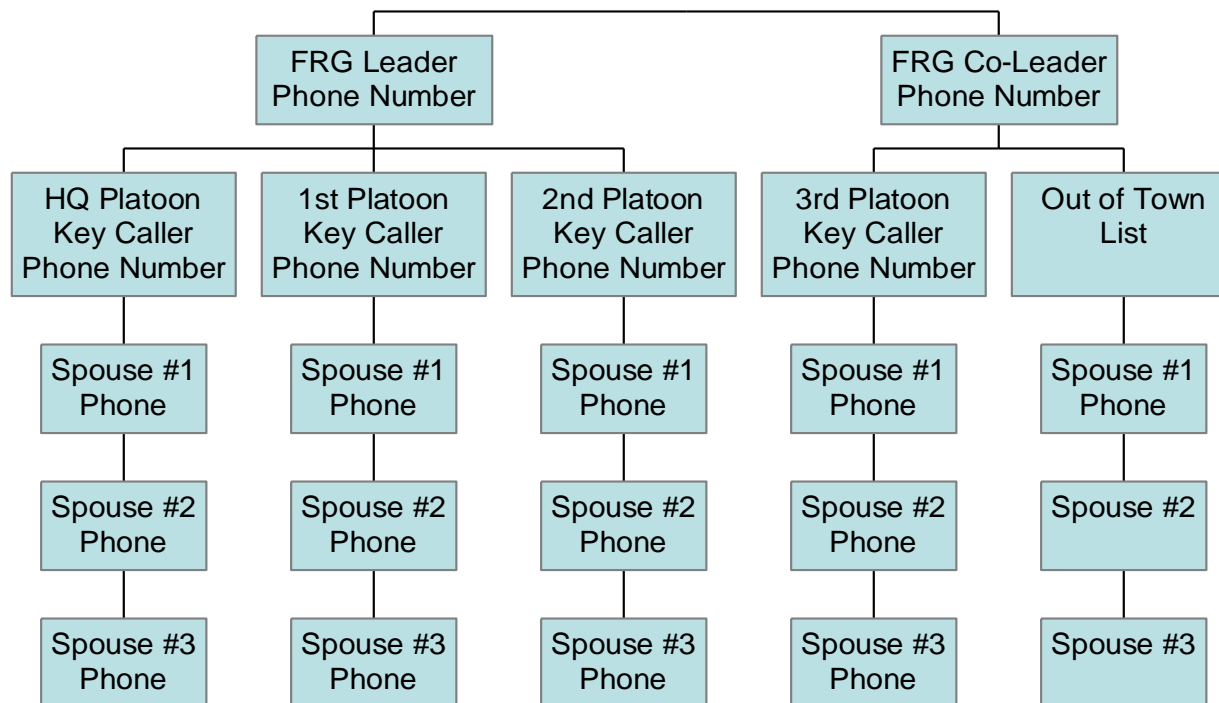 FRG Leader
Phone Number
FRG Co-Leader
Phone Number
HQ Platoon
Key Caller
Phone Number
1st Platoon
Key Caller
Phone Number
2nd Platoon
Key Caller
Phone Number
3rd Platoon
Key Caller
Phone Number
Out of Town
List
Spouse #1
Phone
Spouse #1
Phone
Spouse #1
Phone
Spouse #1
Phone
Spouse #1
Phone
Spouse #2
Phone
Spouse #2
Phone
Spouse #2
Phone
Spouse #2
Phone
Spouse #2
Spouse #3
Phone
Spouse #3
Phone
Spouse #3
Phone
Spouse #3
Phone
Spouse #3